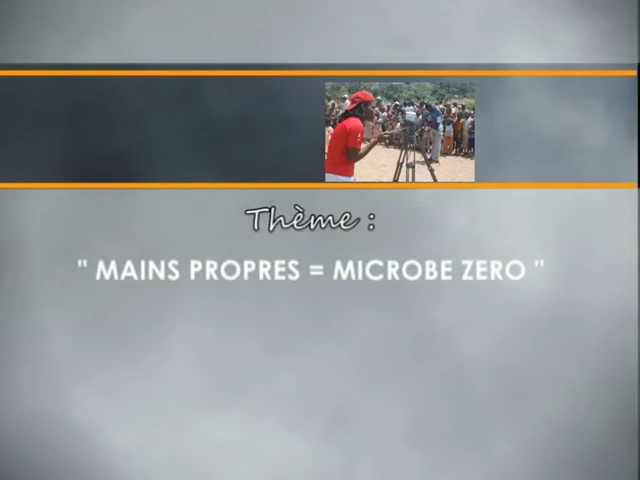 Thème :
" MAINS PROPRES = MICROBE ZERO "